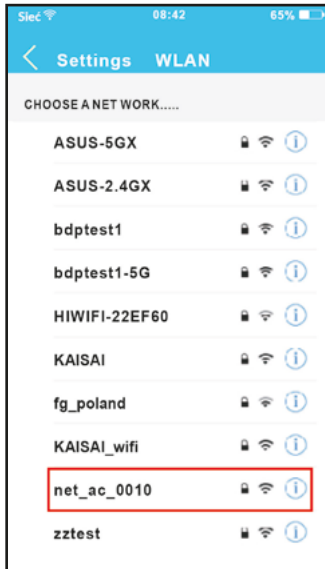 Sieć 08:42 65%
Settings WLAN
CHOOSE A NET WORK.....
ASUS-5GX
ASUS-2.4GX
bdptest1
bdptest1-5G
HIWIFI-22EF60
KAISAI
fg_poland
KAISAI_wifi
net_ac_0010
zztest